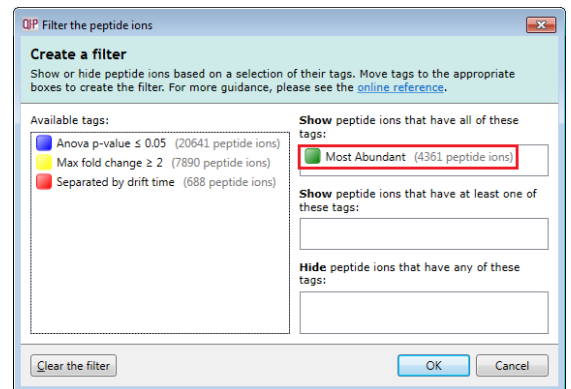 QIP Filter the peptide ions
Create a filter
Show or hide peptide ions based on a selection of their tags. Move tags to the appropriate
boxes to create the filter. For more guidance, please see the online reference.
Available tags:
Anova p-value ≤ 0.05 (20641 peptide ions)
Max fold change ≥ 2 (7890 peptide ions)
Separated by drift time (688 peptide ions)
Show peptide ions that have all of these
tags:
Most Abundant (4361 peptide ions)
Show peptide ions that have at least one of
these tags:
Hide peptide ions that have any of these
tags:
Clear the filter
OK
Cancel